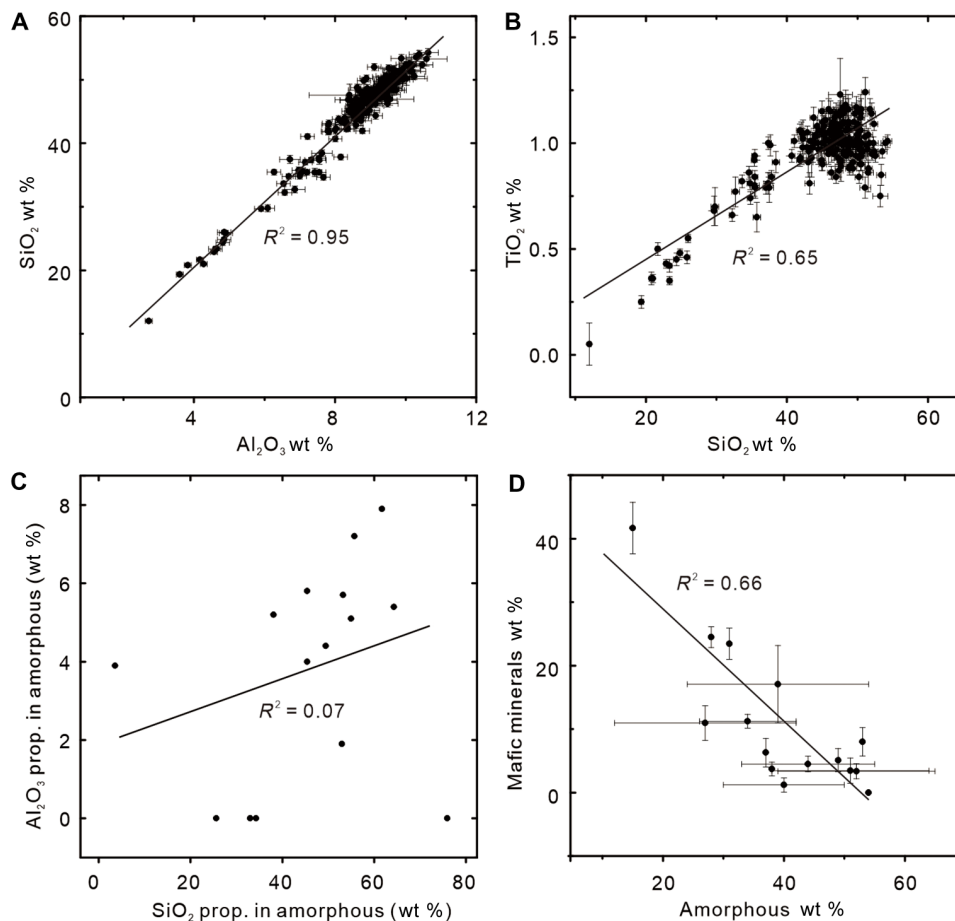 A
60
40
20
0
SiO₂ wt %
R² = 0.95
4
8
12
Al₂O₃ wt %
B
1.5
1.0
0.5
0.0
TiO₂ wt %
R² = 0.65
20
40
60
SiO₂ wt %
C
8
6
4
2
0
Al₂O₃ prop. in amorphous (wt %)
R² = 0.07
0
20
40
60
80
SiO₂ prop. in amorphous (wt %)
D
40
20
0
Mafic minerals wt %
R² = 0.66
20
40
60
Amorphous wt %